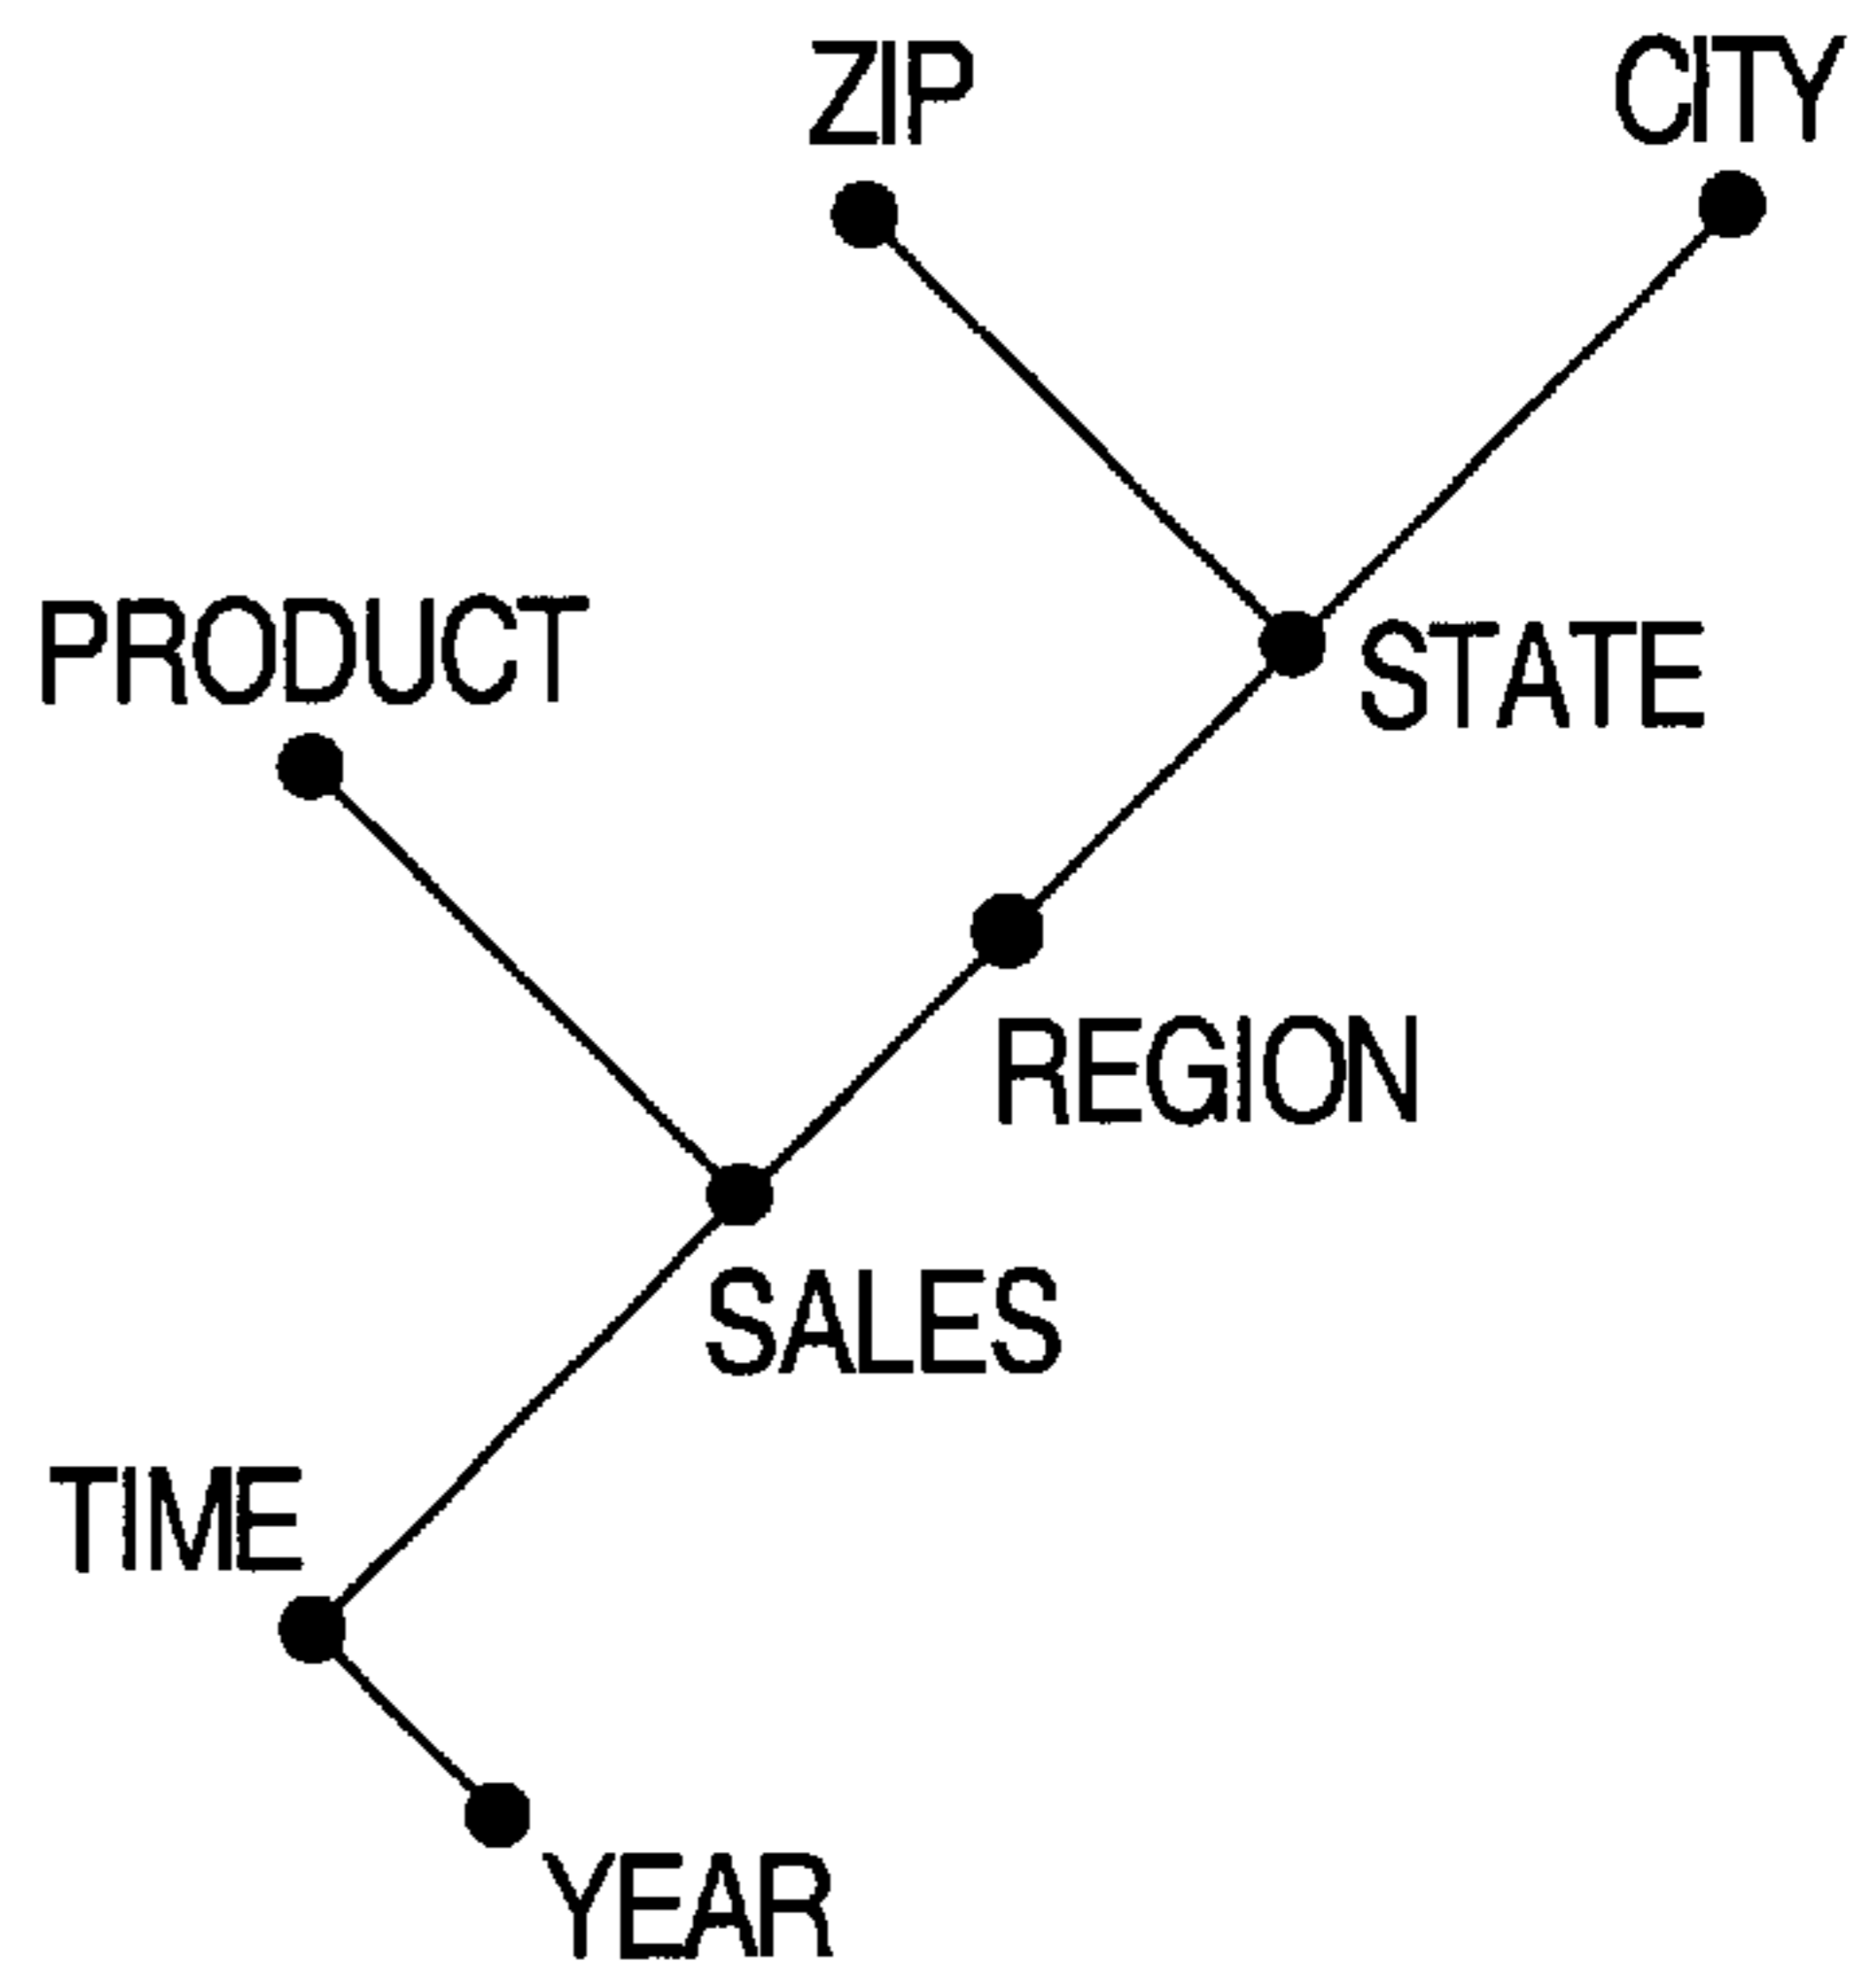 ZIP
CITY
PRODUCT
STATE
REGION
SALES
TIME
YEAR